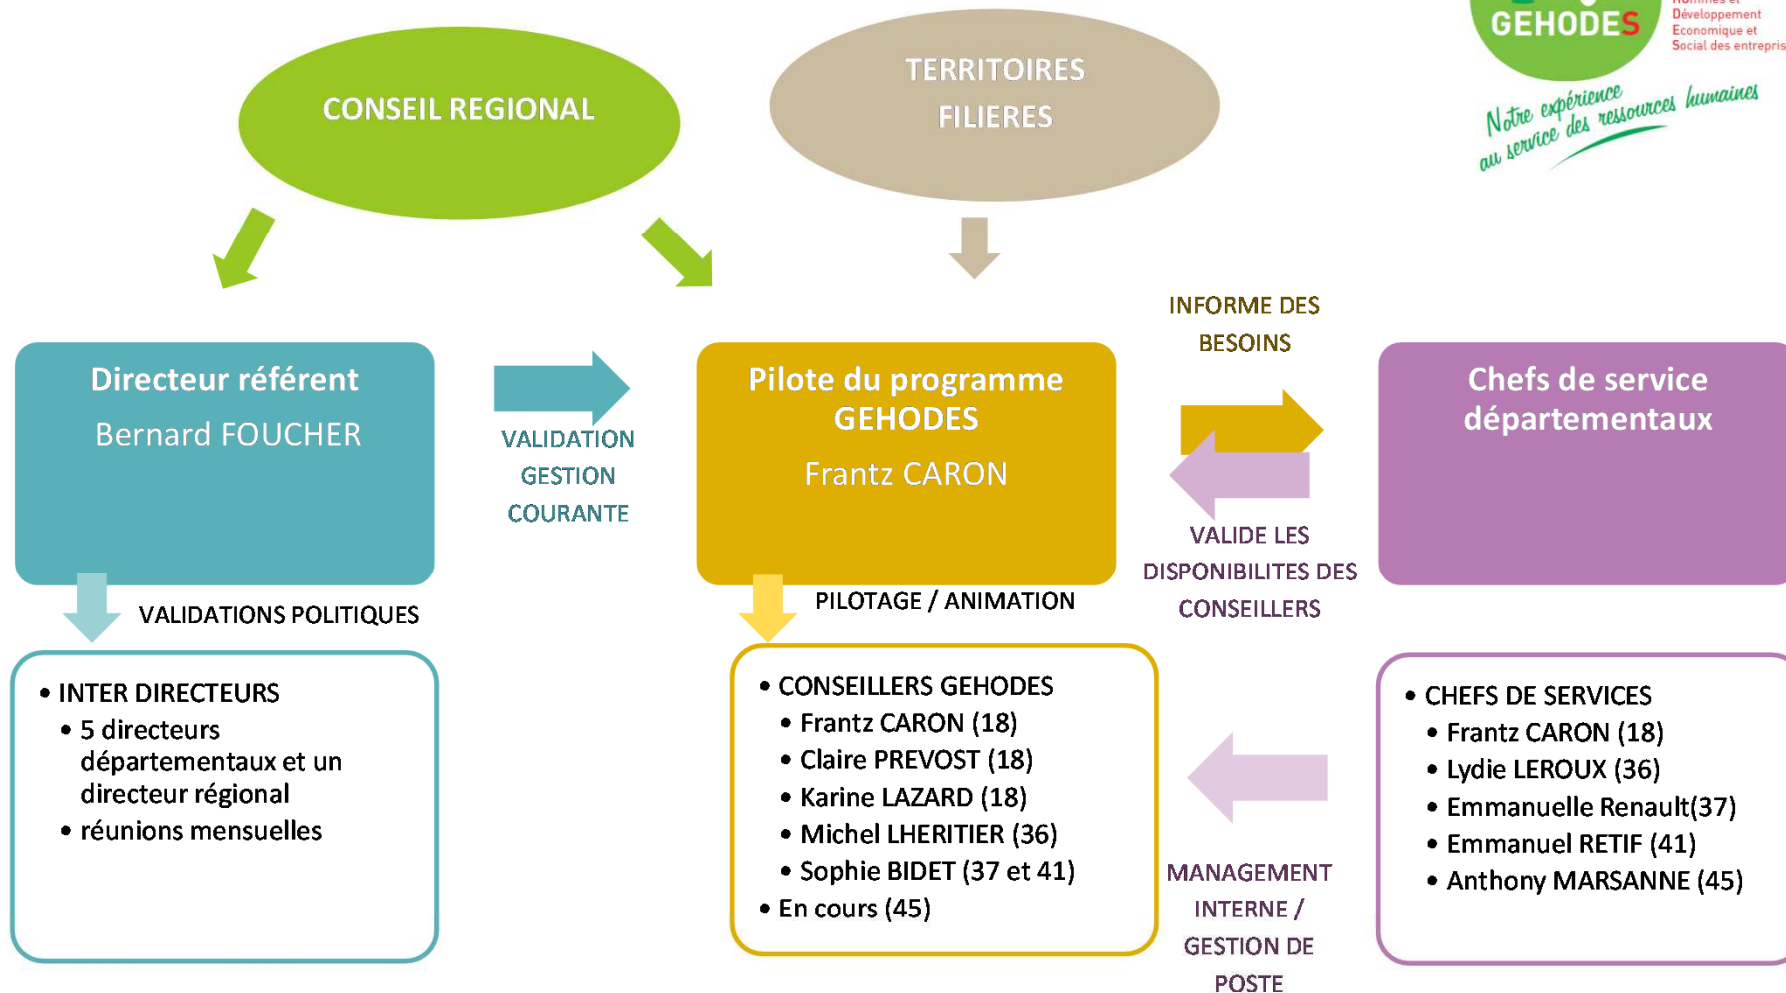 GEHODES
Développement
Economique et
Notre expérience
au service des ressources humaines
CONSEIL REGIONAL
TERRITOIRES
FILIERES
INFORME DES
BESOINS
Directeur référent
Bernard FOUCHER
VALIDATION
GESTION
COURANTE
Pilote du programme
GEHODES
Frantz CARON
Chefs de service
départementaux
VALIDE LES
DISPONIBILITES DES
CONSEILLERS
VALIDATIONS POLITIQUES
PILOTAGE / ANIMATION
• INTER DIRECTEURS
• 5 directeurs
départementaux et un
directeur régional
• réunions mensuelles
• CONSEILLERS GEHODES
• Frantz CARON (18)
• Claire PREVOST (18)
• Karine LAZARD (18)
• Michel LHERITIER (36)
• Sophie BIDET (37 et 41)
• En cours (45)
MANAGEMENT
INTERNE /
GESTION DE
POSTE
• CHEFS DE SERVICES
• Frantz CARON (18)
• Lydie LEROUX (36)
• Emmanuelle Renault(37)
• Emmanuel RETIF (41)
• Anthony MARSANNE (45)